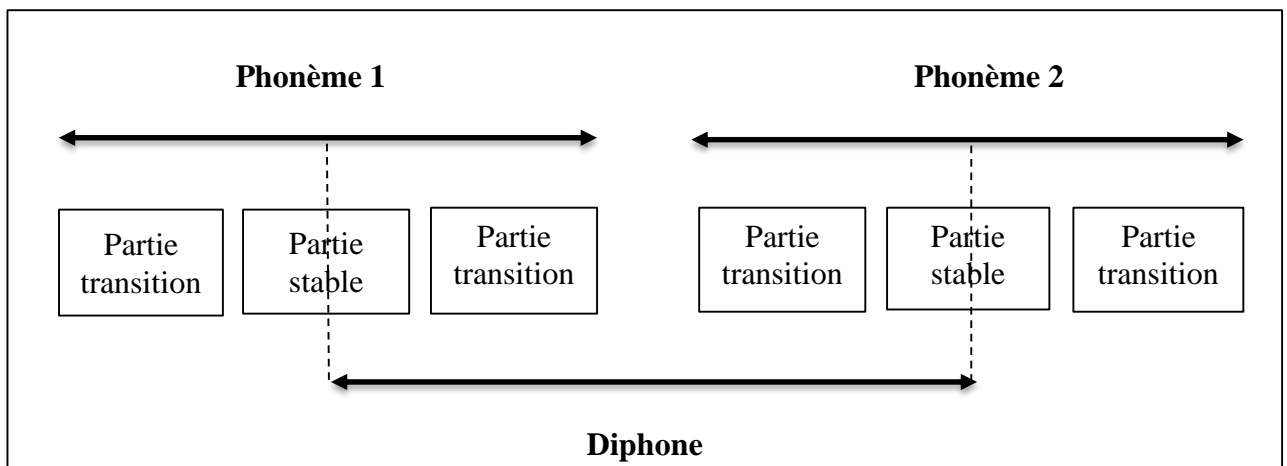 Phonème 1
Phonème 2
Partie
transition
Partie
stable
Partie
transition
Partie
transition
Partie
stable
Partie
transition
Diphone